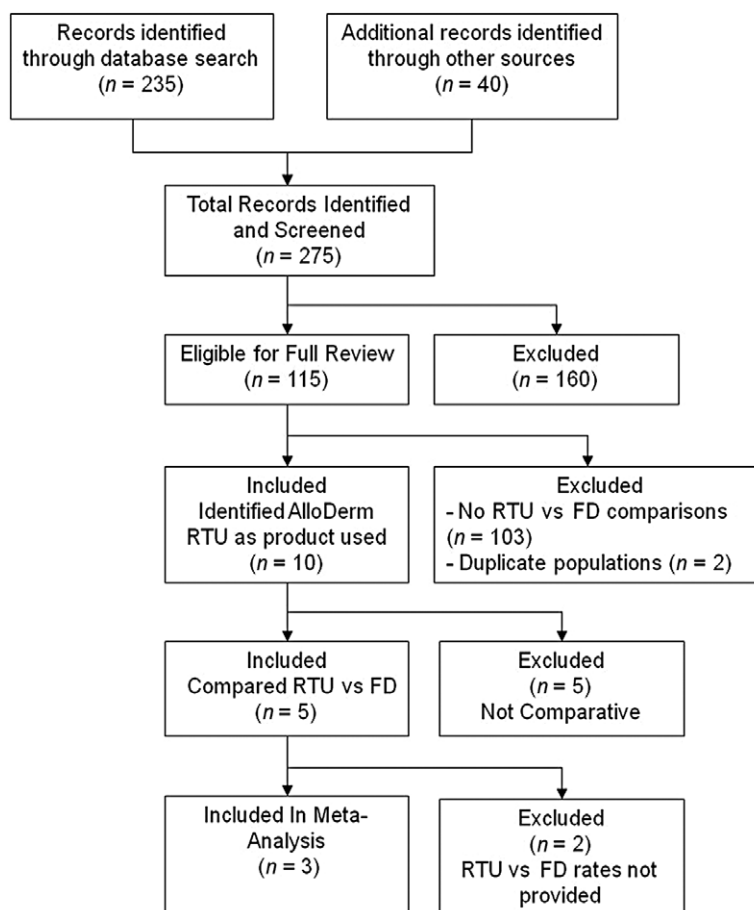 Records identified
through database search
(n = 235)
Additional records identified
through other sources
(n = 40)
Total Records Identified
and Screened
(n = 275)
Eligible for Full Review
(n = 115)
Excluded
(n = 160)
Included
Identified AlloDerm
RTU as product used
(n = 10)
Excluded
- No RTU vs FD comparisons
(n = 103)
- Duplicate populations (n = 2)
Included
Compared RTU vs FD
(n = 5)
Excluded
(n = 5)
Not Comparative
Included In Meta-
Analysis
(n = 3)
Excluded
(n = 2)
RTU vs FD rates not
provided